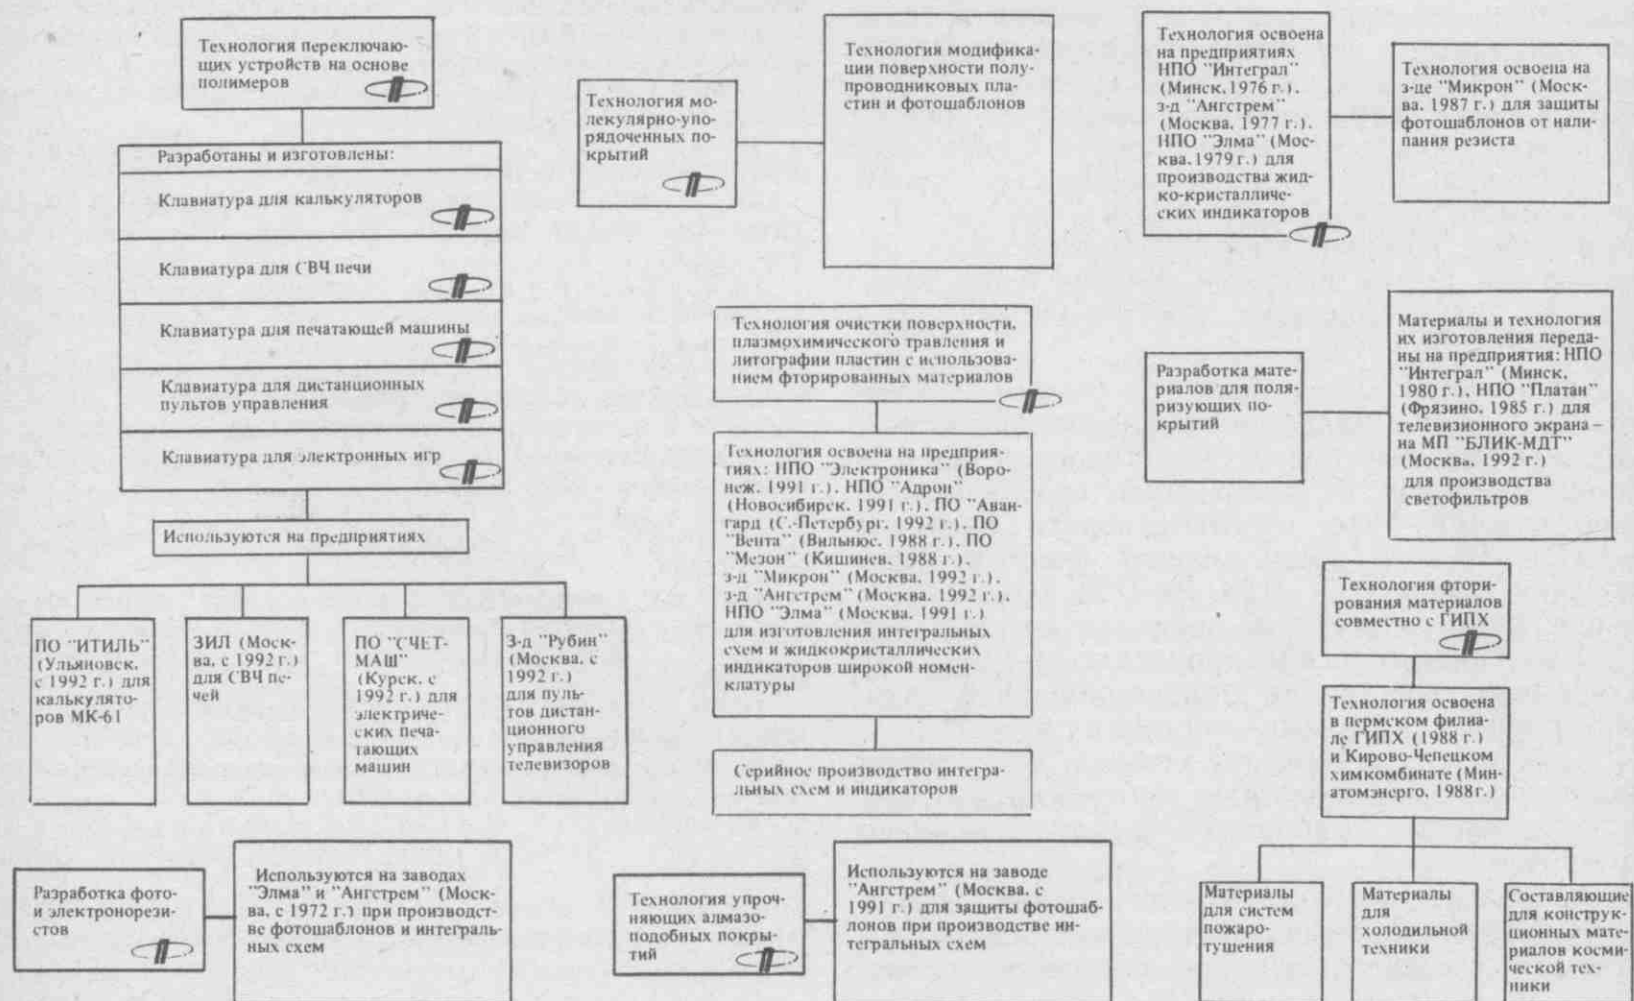 Технология переключаю-
щих устройств на основе
полимеров
Разработаны и изготовлены:
Клавиатура для калькуляторов
Клавиатура для СВЧ печи
Клавиатура для печатающей машины
Клавиатура для дистанционных
пультов управления
Клавиатура для электронных игр
Используются на предприятиях
ПО "ИТИЛЬ"
(Ульяновск,
с 1992 г.) для
калькулято-
ров МК-61
ЗИЛ (Моск-
ва, с 1992 г.)
для СВЧ пе-
чей
ПО "СЧЕТ-
МАШ"
(Курск, с
1992 г.) для
электриче-
ских печа-
тающих
машин
З-д "Рубин"
(Москва, с
1992 г.)
для пуль-
тов дистан-
ционного
управления
телевизоров
Технология мо-
лекулярно-упо-
рядоченных по-
крытий
Технология модифика-
ции поверхности полу-
проводниковых пла-
стин и фотошаблонов
Технология освоена
на предприятиях
НПО "Интеграл"
(Минск, 1976 г.),
з-д "Ангстрем"
(Москва, 1977 г.),
НПО "Элма" (Мос-
ква, 1979 г.) для
производства жид-
ко-кристалличе-
ских индикаторов
Технология освоена на
з-де "Микрон" (Моск-
ва, 1987 г.) для защиты
фотошаблонов от нали-
пания резиста
Технология очистки поверхности,
плазмохимического травления и
литографии пластин с использова-
нием фторированных материалов
Технология освоена на предприя-
тиях: НПО "Электроника" (Воро-
неж, 1991 г.), НПО "Адрон"
(Новосибирск, 1991 г.), ПО "Аван-
гард (С.-Петербург, 1992 г.), ПО
"Вента" (Вильнюс, 1988 г.), ПО
"Мезон" (Кишинев, 1988 г.),
з-д "Микрон" (Москва, 1992 г.),
з-д "Ангстрем" (Москва, 1992 г.),
НПО "Элма" (Москва, 1991 г.)
для изготовления интегральных
схем и жидкокристаллических
индикаторов широкой номен-
клатуры
Серийное производство интегра-
льных схем и индикаторов
Разработка мате-
риалов для поля-
ризующих по-
крытий
Материалы и технология
их изготовления переда-
ны на предприятия: НПО
"Интеграл" (Минск,
1980 г.), НПО "Платан"
(Фрязино, 1985 г.) для
телевизионного экрана –
на МП "БЛИК-МДТ"
(Москва, 1992 г.)
для производства
светофильтров
Технология фтори-
рования материалов
совместно с ГИПХ
Технология освоена
в пермском филиа-
ле ГИПХ (1988 г.)
и Кирово-Чепецком
химкомбинате (Мин-
атомэнерго, 1988г.)
Материалы
для систем
пожаро-
тушения
Материалы
для
холодильной
техники
Составляющие
для конструк-
ционных мате-
риалов косми-
ческой тех-
ники
Разработка фото-
и электронорези-
стов
Используются на заводах
"Элма" и "Ангстрем" (Моск-
ва, с 1972 г.) при производст-
ве фотошаблонов и интеграль-
ных схем
Технология упроч-
няющих алмазо-
подобных покры-
тий
Используются на заводе
"Ангстрем" (Москва, с
1991 г.) для защиты фотошаб-
лонов при производстве ин-
тегральных схем